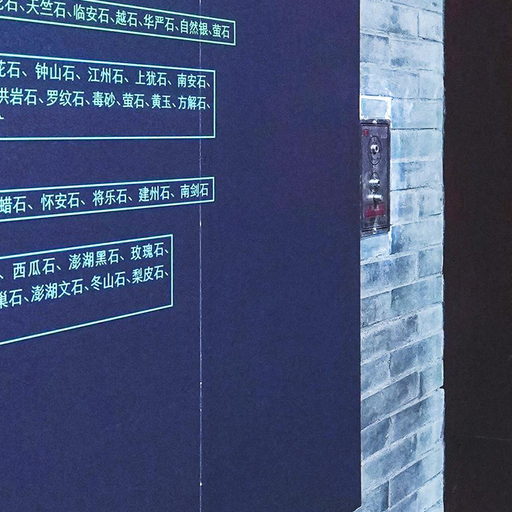 花石、天竺石、临安石、越石、华严石、自然银、萤石
花石、钟山石、江州石、上犹石、南安石、
洪岩石、罗纹石、毒砂、萤石、黄玉、方解石、
蜡石、怀安石、将乐石、建州石、南剑石
、西瓜石、澎湖黑石、玫瑰石、
巢石、澎湖文石、冬山石、梨皮石、